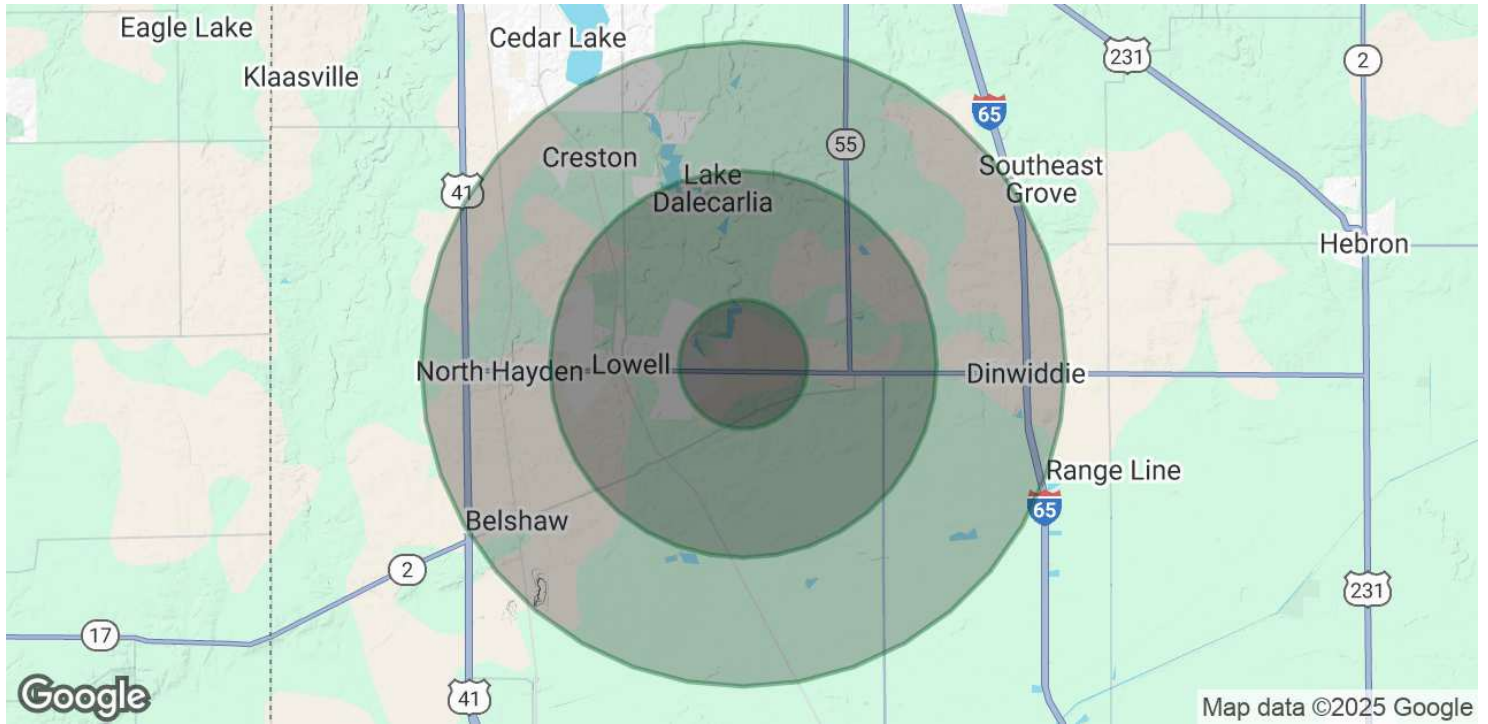 Eagle Lake
Cedar Lake
Klaasville
231
2
65
55
Creston
Southeast
Grove
41
Lake
Dalecarlia
Hebron
North Hayden
Lowell
Dinwiddie
Range Line
65
Belshaw
2
231
17
41
Google
Map data ©2025 Google